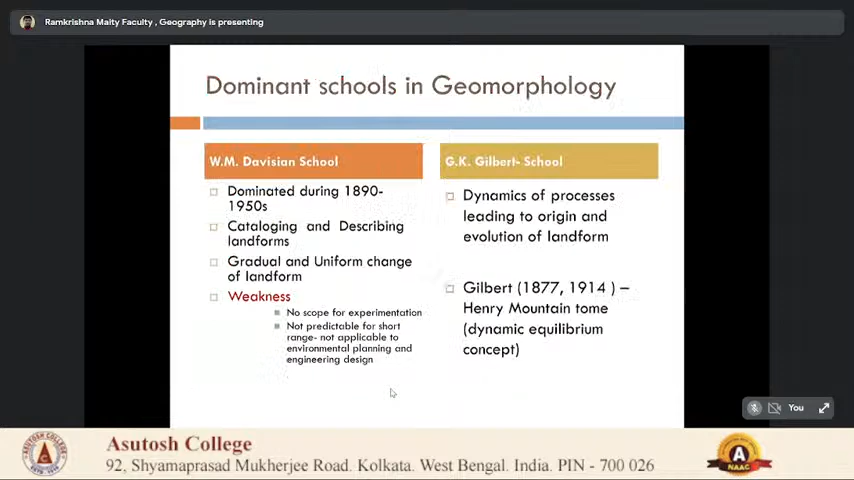 Ramkrishna Maity Faculty , Geography is presenting
Dominant schools in Geomorphology
W.M. Davisian School
Dominated during 1890-
1950s
Cataloging and Describing
landforms
Gradual and Uniform change
of landform
Weakness
No scope for experimentation
Not predictable for short
range- not applicable to
environmental planning and
engineering design
G.K. Gilbert- School
Dynamics of processes
leading to origin and
evolution of landform
Gilbert (1877, 1914 ) –
Henry Mountain tome
(dynamic equilibrium
concept)
You
Asutosh College
92, Shyamaprasad Mukherjee Road. Kolkata. West Bengal. India. PIN - 700 026
A
NAAC